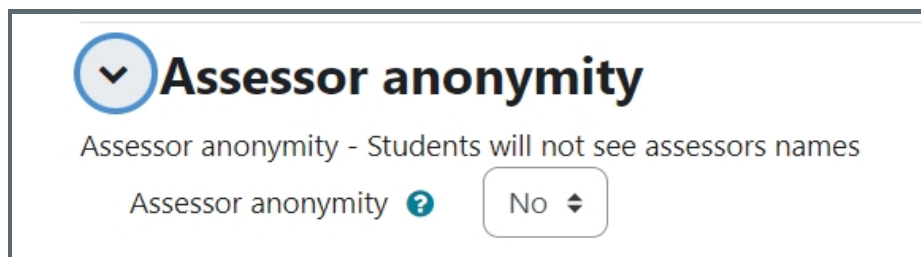 Assessor anonymity
Assessor anonymity - Students will not see assessors names
Assessor anonymity ? No